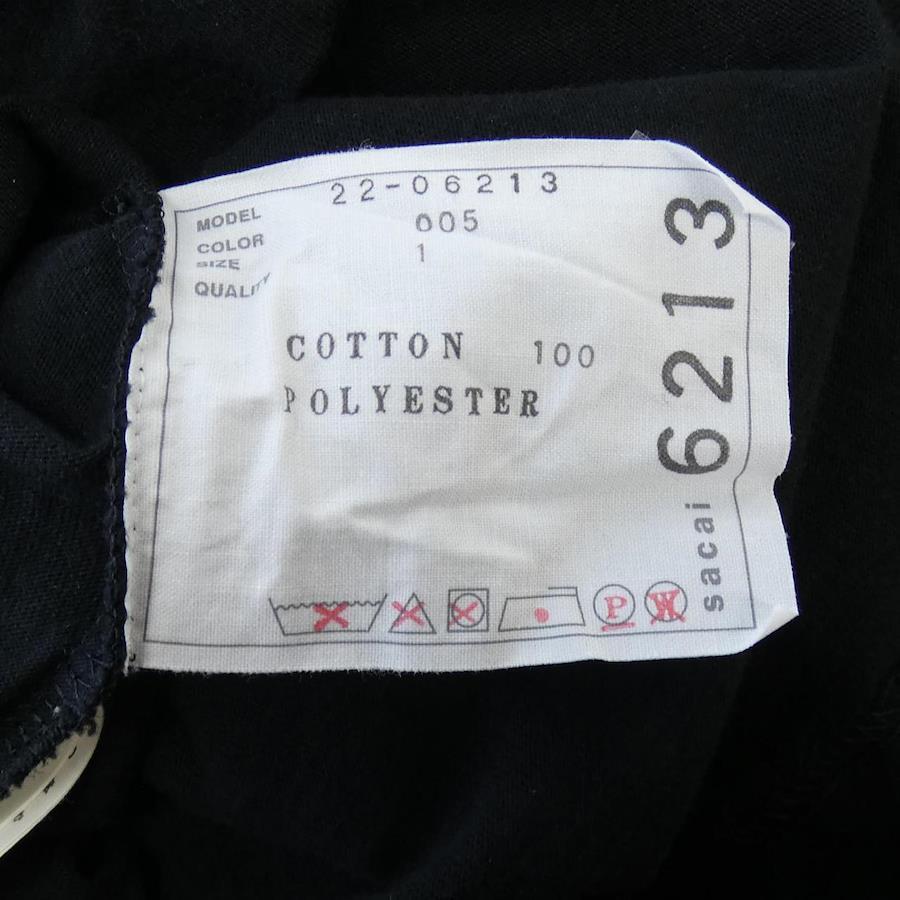 MODEL 22-06213
COLOR 005
SIZE 1
QUALITY
COTTON 100
POLYESTER
P W
sacai 6213